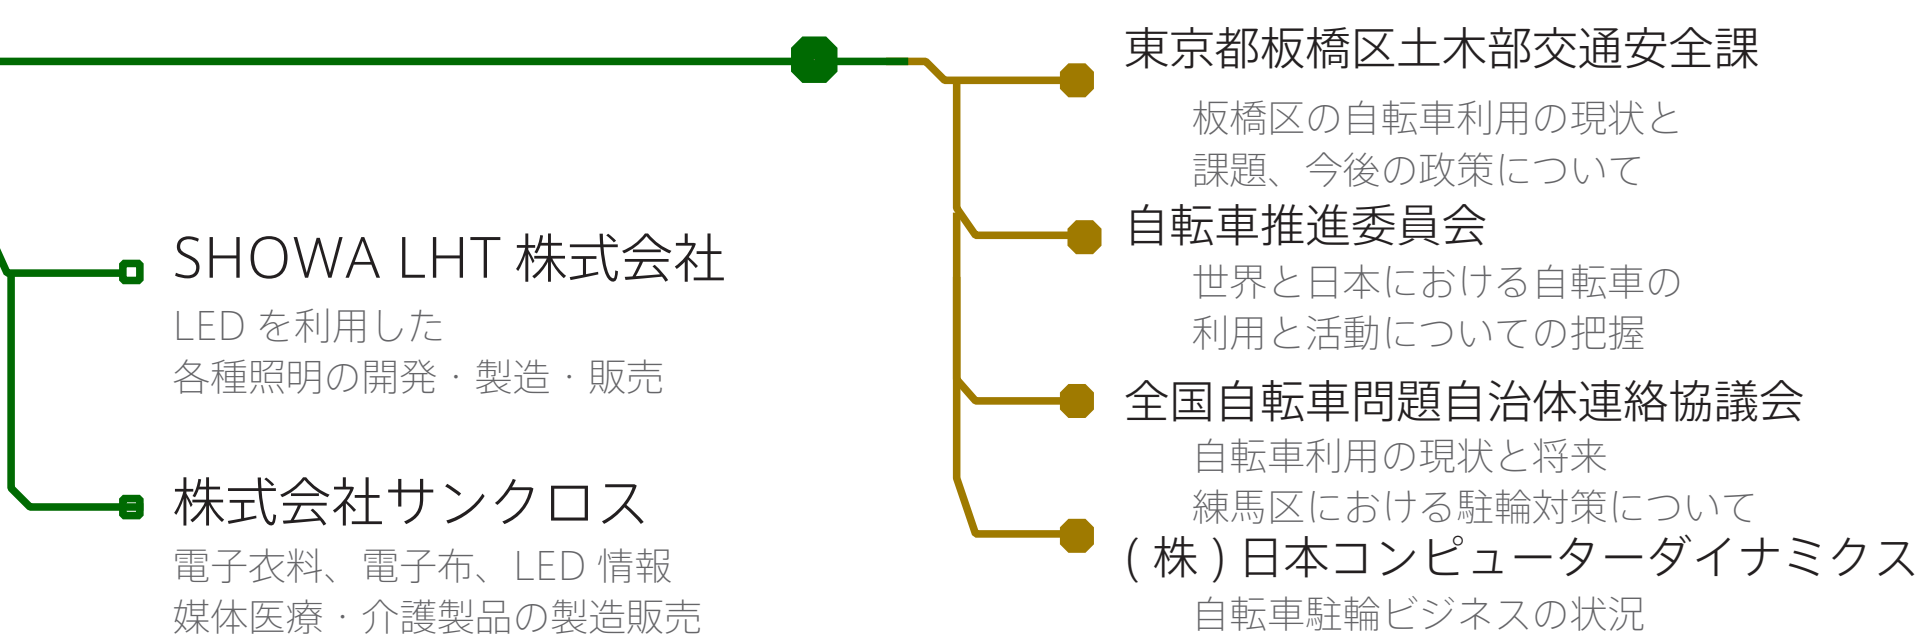 SHOWA LHT 株式会社
LED を利用した
各種照明の開発・製造・販売
株式会社サンクロス
電子衣料、電子布、LED 情報
媒体医療・介護製品の製造販売
東京都板橋区土木部交通安全課
板橋区の自転車利用の現状と
課題、今後の政策について
自転車推進委員会
世界と日本における自転車の
利用と活動についての把握
全国自転車問題自治体連絡協議会
自転車利用の現状と将来
練馬区における駐輪対策について
( 株 ) 日本コンピューターダイナミクス
自転車駐輪ビジネスの状況